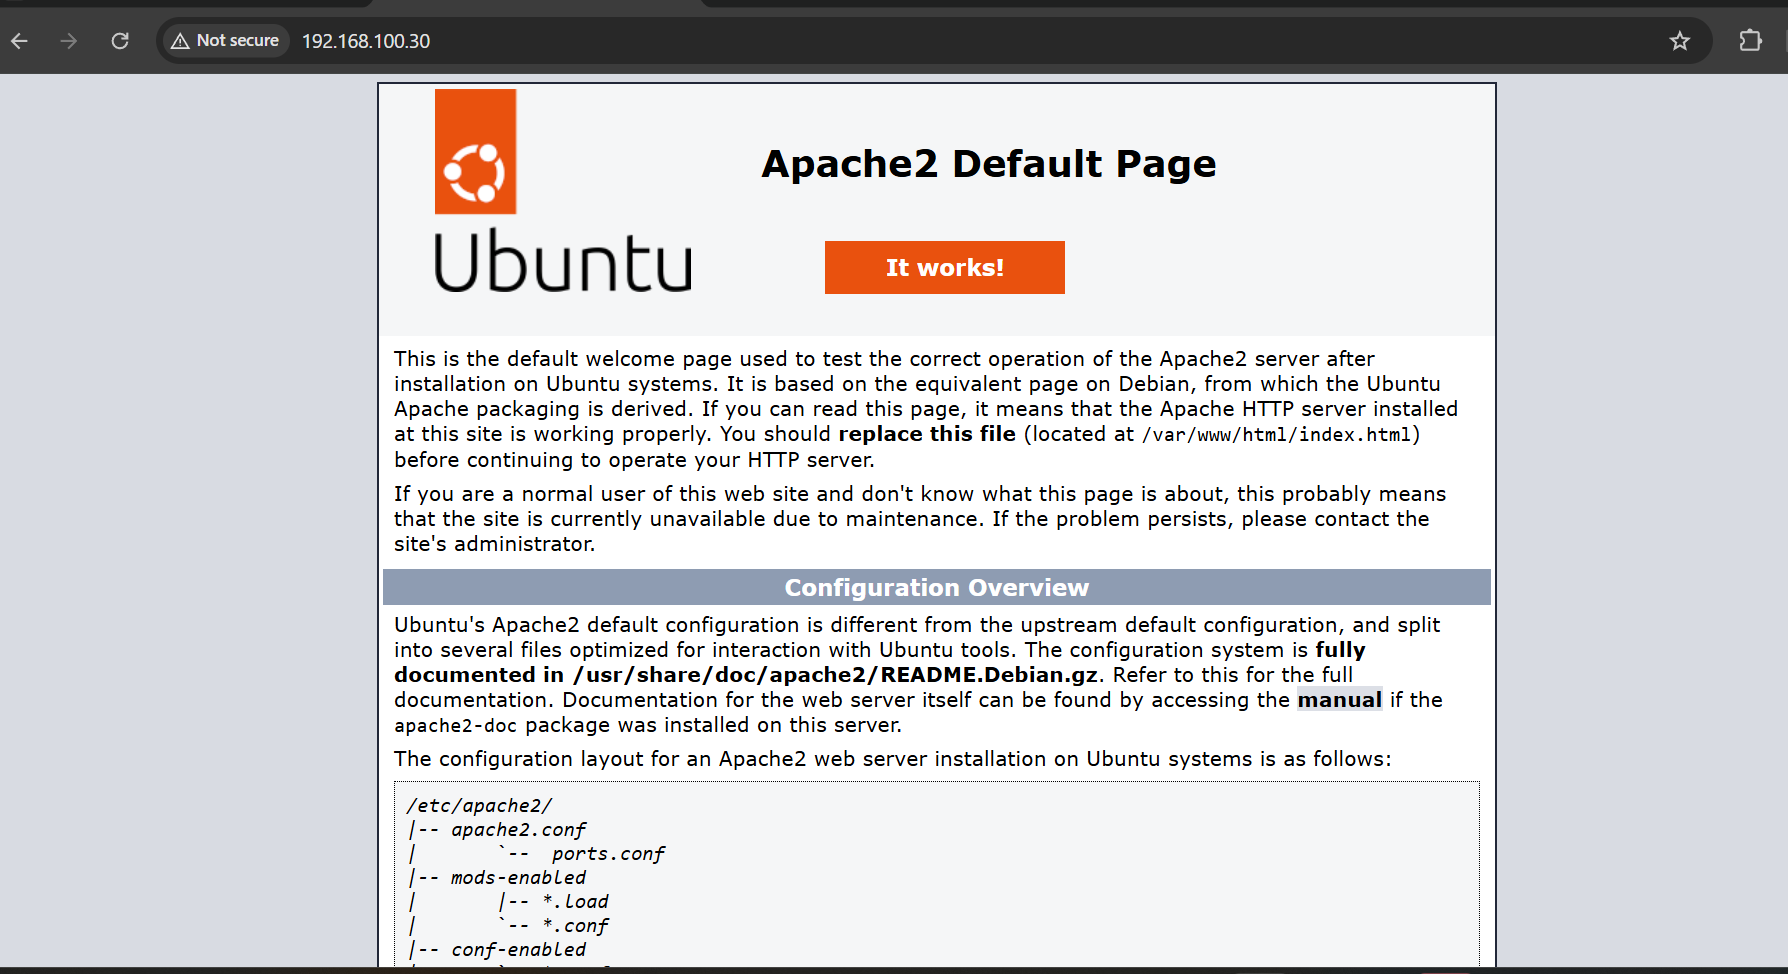 Not secure 192.168.100.30
Apache2 Default Page
Ubuntu
It works!
This is the default welcome page used to test the correct operation of the Apache2 server after
installation on Ubuntu systems. It is based on the equivalent page on Debian, from which the Ubuntu
Apache packaging is derived. If you can read this page, it means that the Apache HTTP server installed
at this site is working properly. You should replace this file (located at /var/www/html/index.html)
before continuing to operate your HTTP server.
If you are a normal user of this web site and don't know what this page is about, this probably means
that the site is currently unavailable due to maintenance. If the problem persists, please contact the
site's administrator.
Configuration Overview
Ubuntu's Apache2 default configuration is different from the upstream default configuration, and split
into several files optimized for interaction with Ubuntu tools. The configuration system is fully
documented in /usr/share/doc/apache2/README.Debian.gz. Refer to this for the full
documentation. Documentation for the web server itself can be found by accessing the manual if the
apache2-doc package was installed on this server.
The configuration layout for an Apache2 web server installation on Ubuntu systems is as follows:
/etc/apache2/
|-- apache2.conf
|       `--  ports.conf
|-- mods-enabled
|       |-- *.load
|       `-- *.conf
|-- conf-enabled